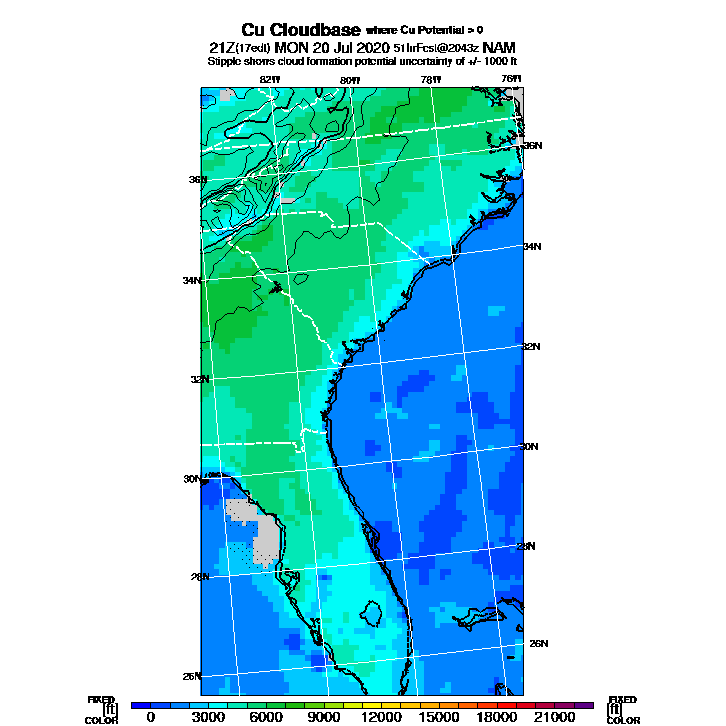 Cu Cloudbase where Cu Potential > 0
21Z(17edt) MON 20 Jul 2020 51hrFcst@2043z NAM
Stipple shows cloud formation potential uncertainty of +/- 1000 ft
82W 80W 78W 76W
36N
36N
34N
34N
32N
32N
30N
30N
28N
28N
26N
26N
FIXED FIXED
[ft] [ft]
COLOR COLOR
0 3000 6000 9000 12000 15000 18000 21000